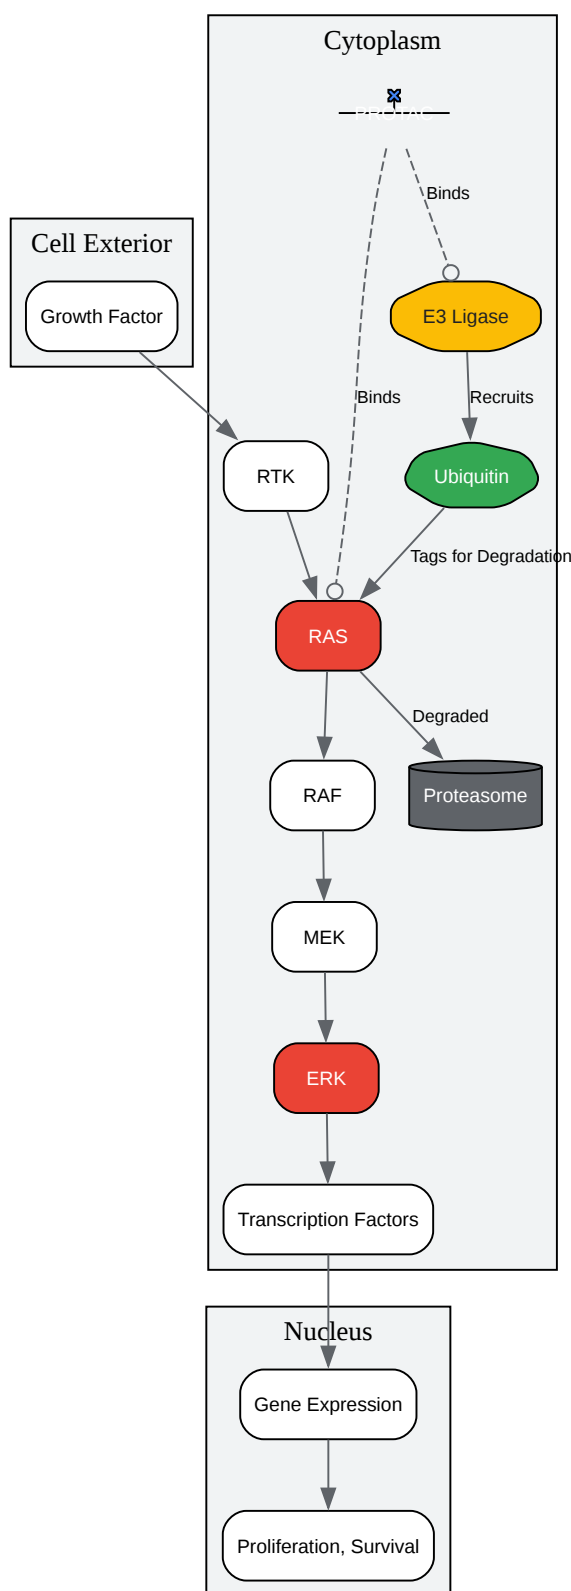 Cytoplasm
PROTAC
Binds
Cell Exterior
Growth Factor
E3 Ligase
Binds
Recruits
RTK
Ubiquitin
Tags for Degradation
RAS
Degraded
RAF
Proteasome
MEK
ERK
Transcription Factors
Nucleus
Gene Expression
Proliferation, Survival